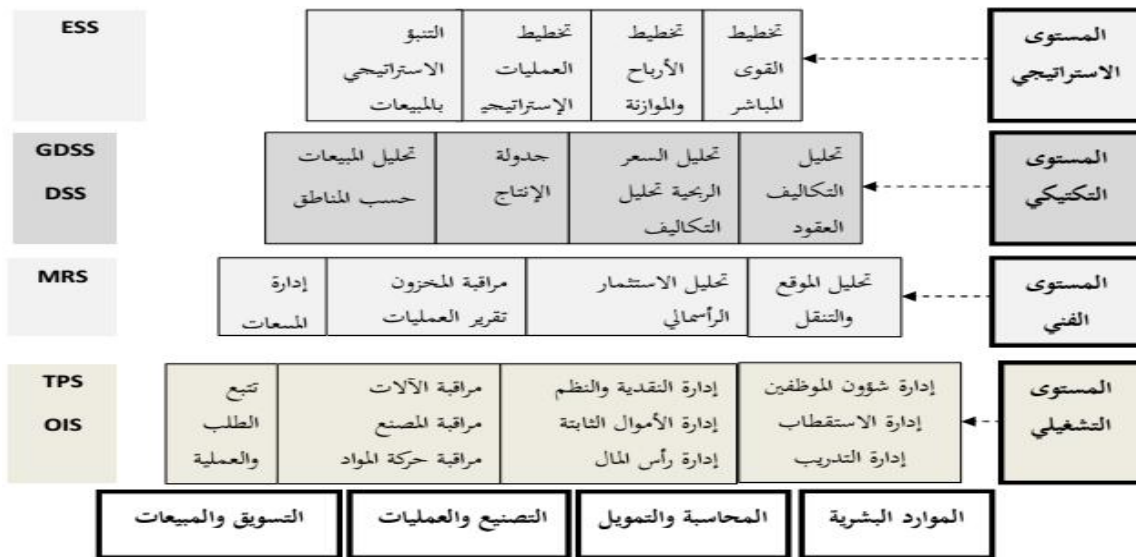 المستوى
الاستراتيجي
تخطيط
القوى
المباشر
تخطيط
الأرباح
والموازنة
تخطيط
العمليات
الإستراتيجي
التنبؤ
الاستراتيجي
بالمبيعات
ESS
المستوى
التكتيكي
تحليل
التكاليف
العقود
تحليل السعر
الربحية تحليل
التكاليف
جدولة
الإنتاج
تحليل المبيعات
حسب المناطق
GDSS
DSS
المستوى
الفني
تحليل الموقع
والتنقل
تحليل الاستثمار
الرأسمالي
مراقبة المخزون
تقرير العمليات
إدارة
المبيعات
MRS
المستوى
التشغيلي
إدارة شؤون الموظفين
إدارة الاستقطاب
إدارة التدريب
إدارة النقدية والنظم
إدارة الأموال الثابتة
إدارة رأس المال
مراقبة الآلات
مراقبة المصنع
مراقبة حركة المواد
تتبع
الطلب
والعملية
TPS
OIS
الموارد البشرية
المحاسبة والتمويل
التصنيع والعمليات
التسويق والمبيعات